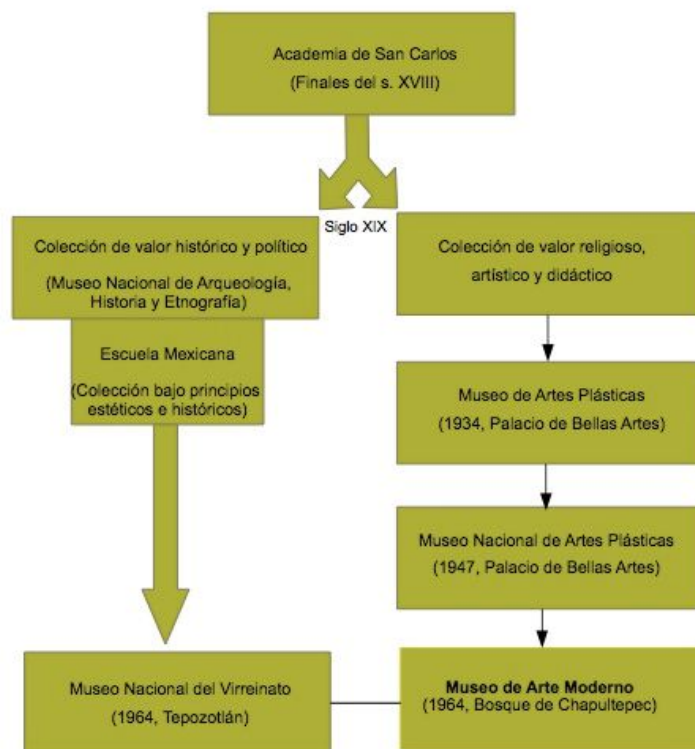 Academia de San Carlos
(Finales del s. XVIII)
Siglo XIX
Colección de valor histórico y político
(Museo Nacional de Arqueología,
Historia y Etnografía)
Escuela Mexicana
(Colección bajo principios
estéticos e históricos)
Museo Nacional del Virreinato
(1964, Tepozotlán)
Colección de valor religioso,
artístico y didáctico
Museo de Artes Plásticas
(1934, Palacio de Bellas Artes)
Museo Nacional de Artes Plásticas
(1947, Palacio de Bellas Artes)
Museo de Arte Moderno
(1964, Bosque de Chapultepec)